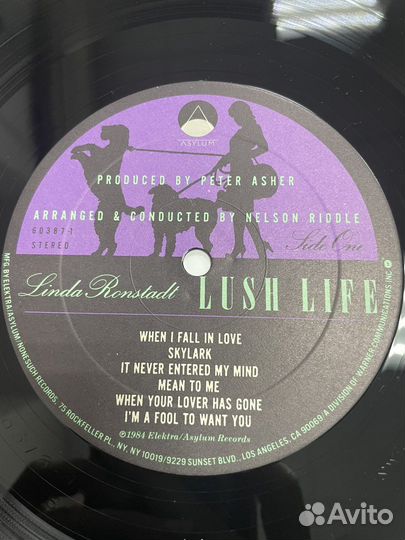 "ASYLUM"
PRODUCED BY PETER ASHER
ARRANGED & CONDUCTED BY NELSON RIDDLE
60387-1
STEREO
Side One
Linda Ronstadt LUSH LIFE
WHEN I FALL IN LOVE
SKYLARK
IT NEVER ENTERED MY MIND
MEAN TO ME
WHEN YOUR LOVER HAS GONE
I'M A FOOL TO WANT YOU
℗1984 Elektra/Asylum Records
MFG. BY ELEKTRA/ASYLUM/NONESUCH RECORDS, 75 ROCKFELLER PL., NY, NY 10019/9229 SUNSET BLVD., LOS ANGELES, CA 90069 A DIVISION OF WARNER COMMUNICATIONS INC
Avito